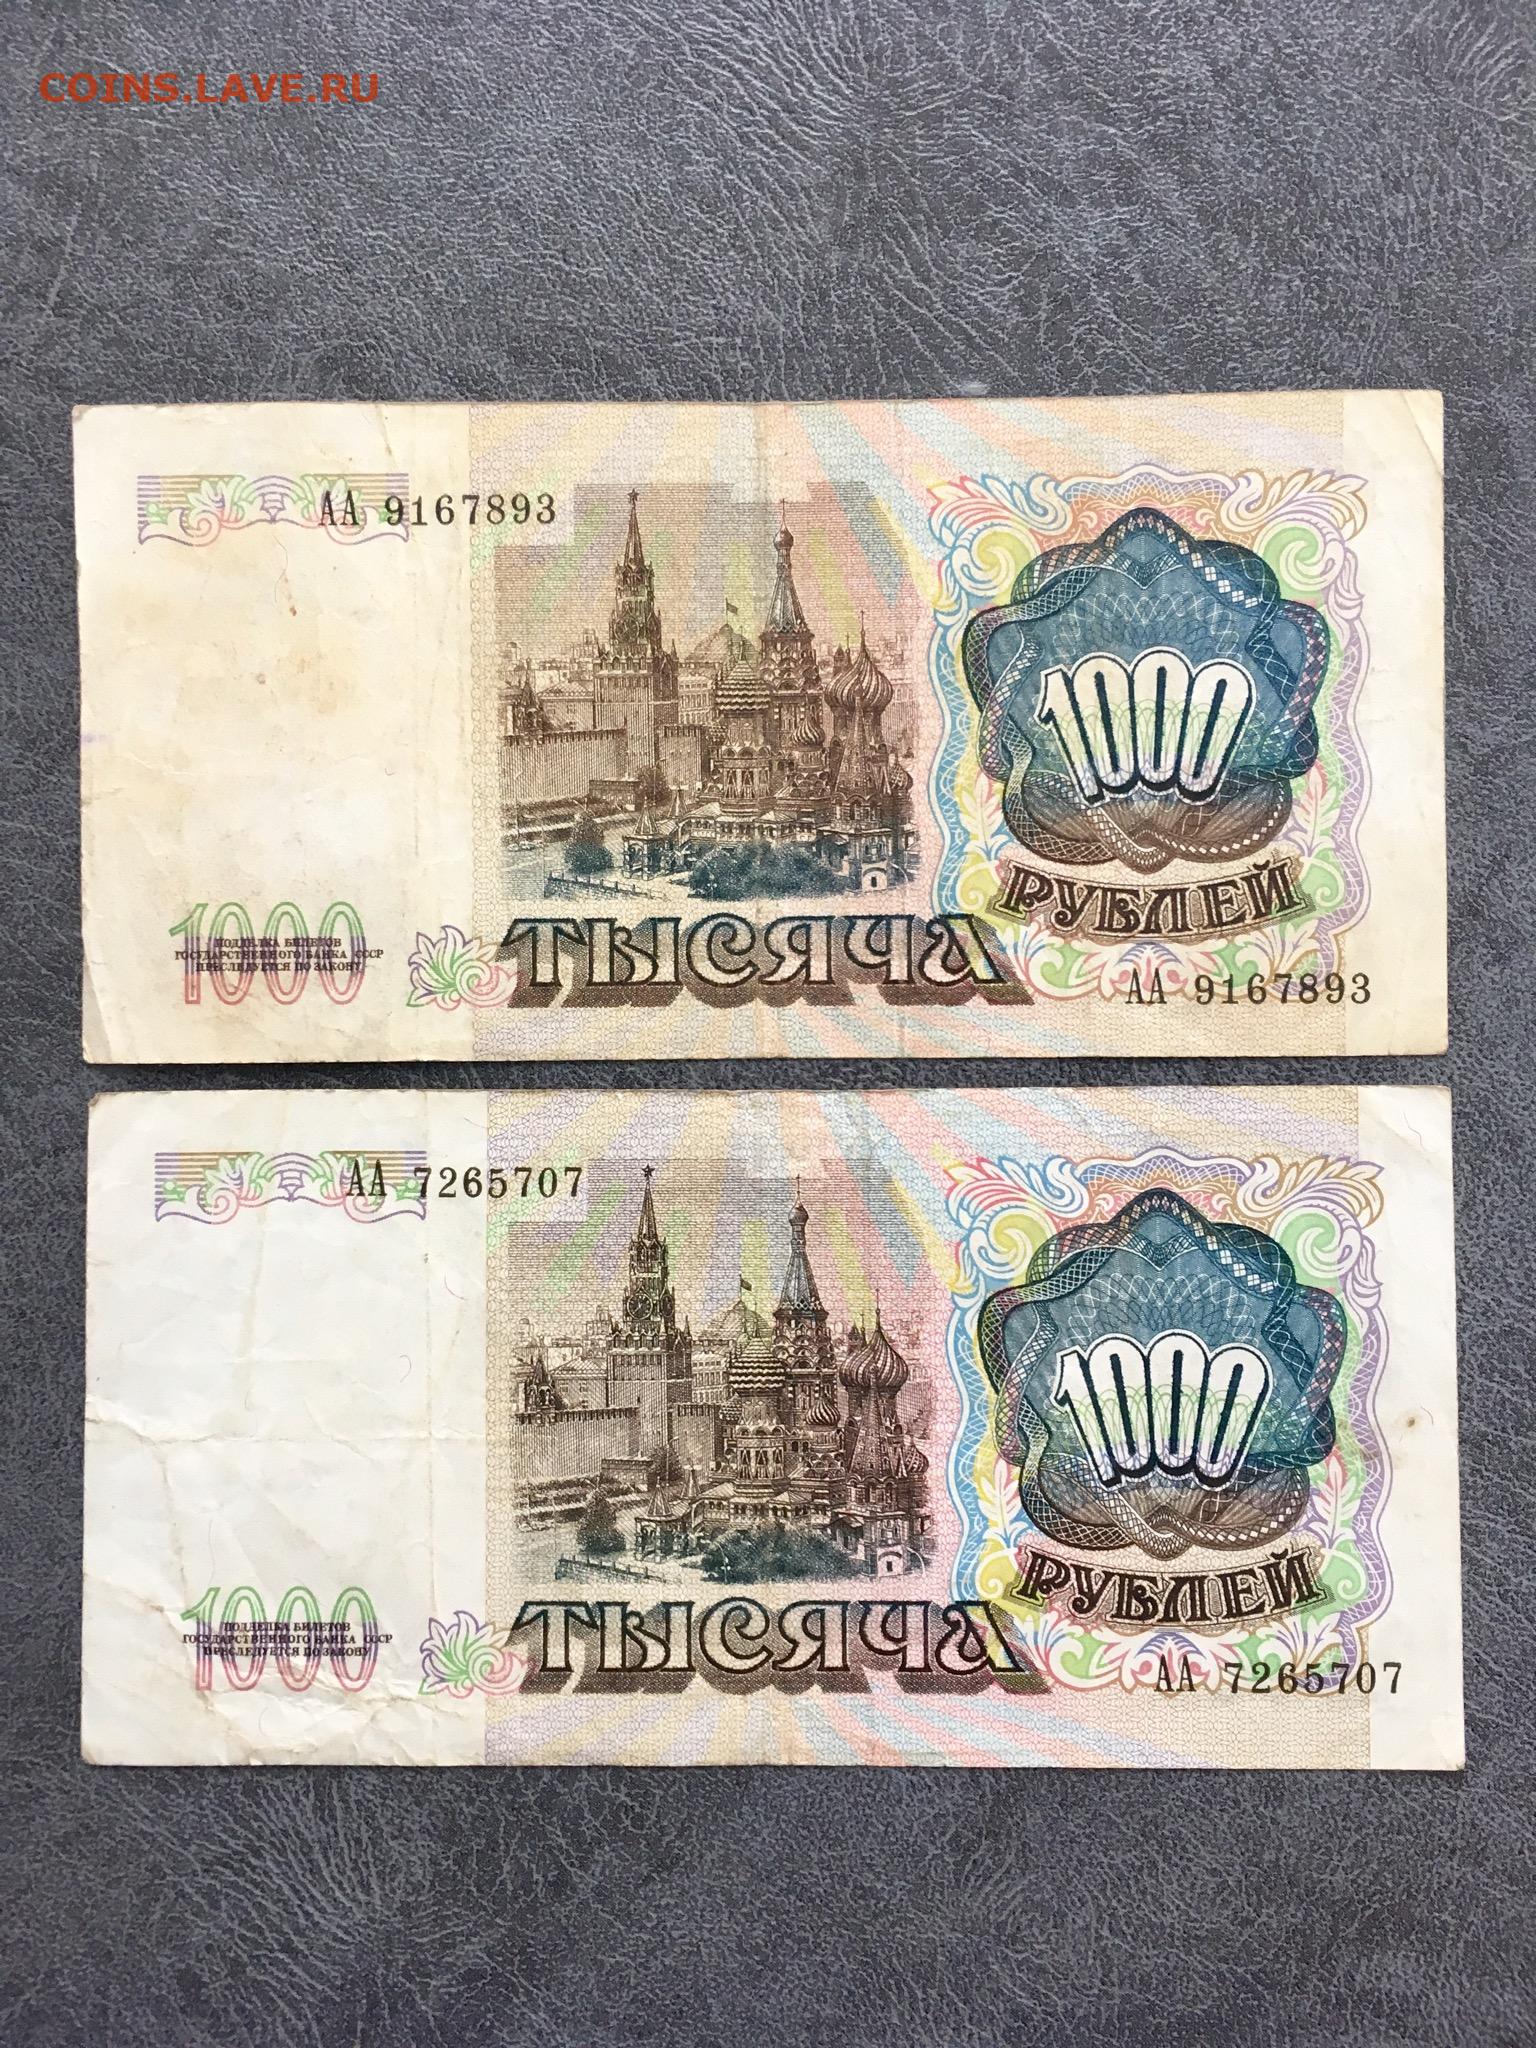 COINS.LAVE.RU
АА 9167893
1000
РУБЛЕЙ
1000
ПОДДЕЛКА БИЛЕТОВ
ГОСУДАРСТВЕННОГО БАНКА СССР
ПРЕСЛЕДУЕТСЯ ПО ЗАКОНУ
ТЫСЯЧА
АА 9167893
АА 7265707
1000
РУБЛЕЙ
1000
ПОДДЕЛКА БИЛЕТОВ
ГОСУДАРСТВЕННОГО БАНКА СССР
ПРЕСЛЕДУЕТСЯ ПО ЗАКОНУ
ТЫСЯЧА
АА 7265707